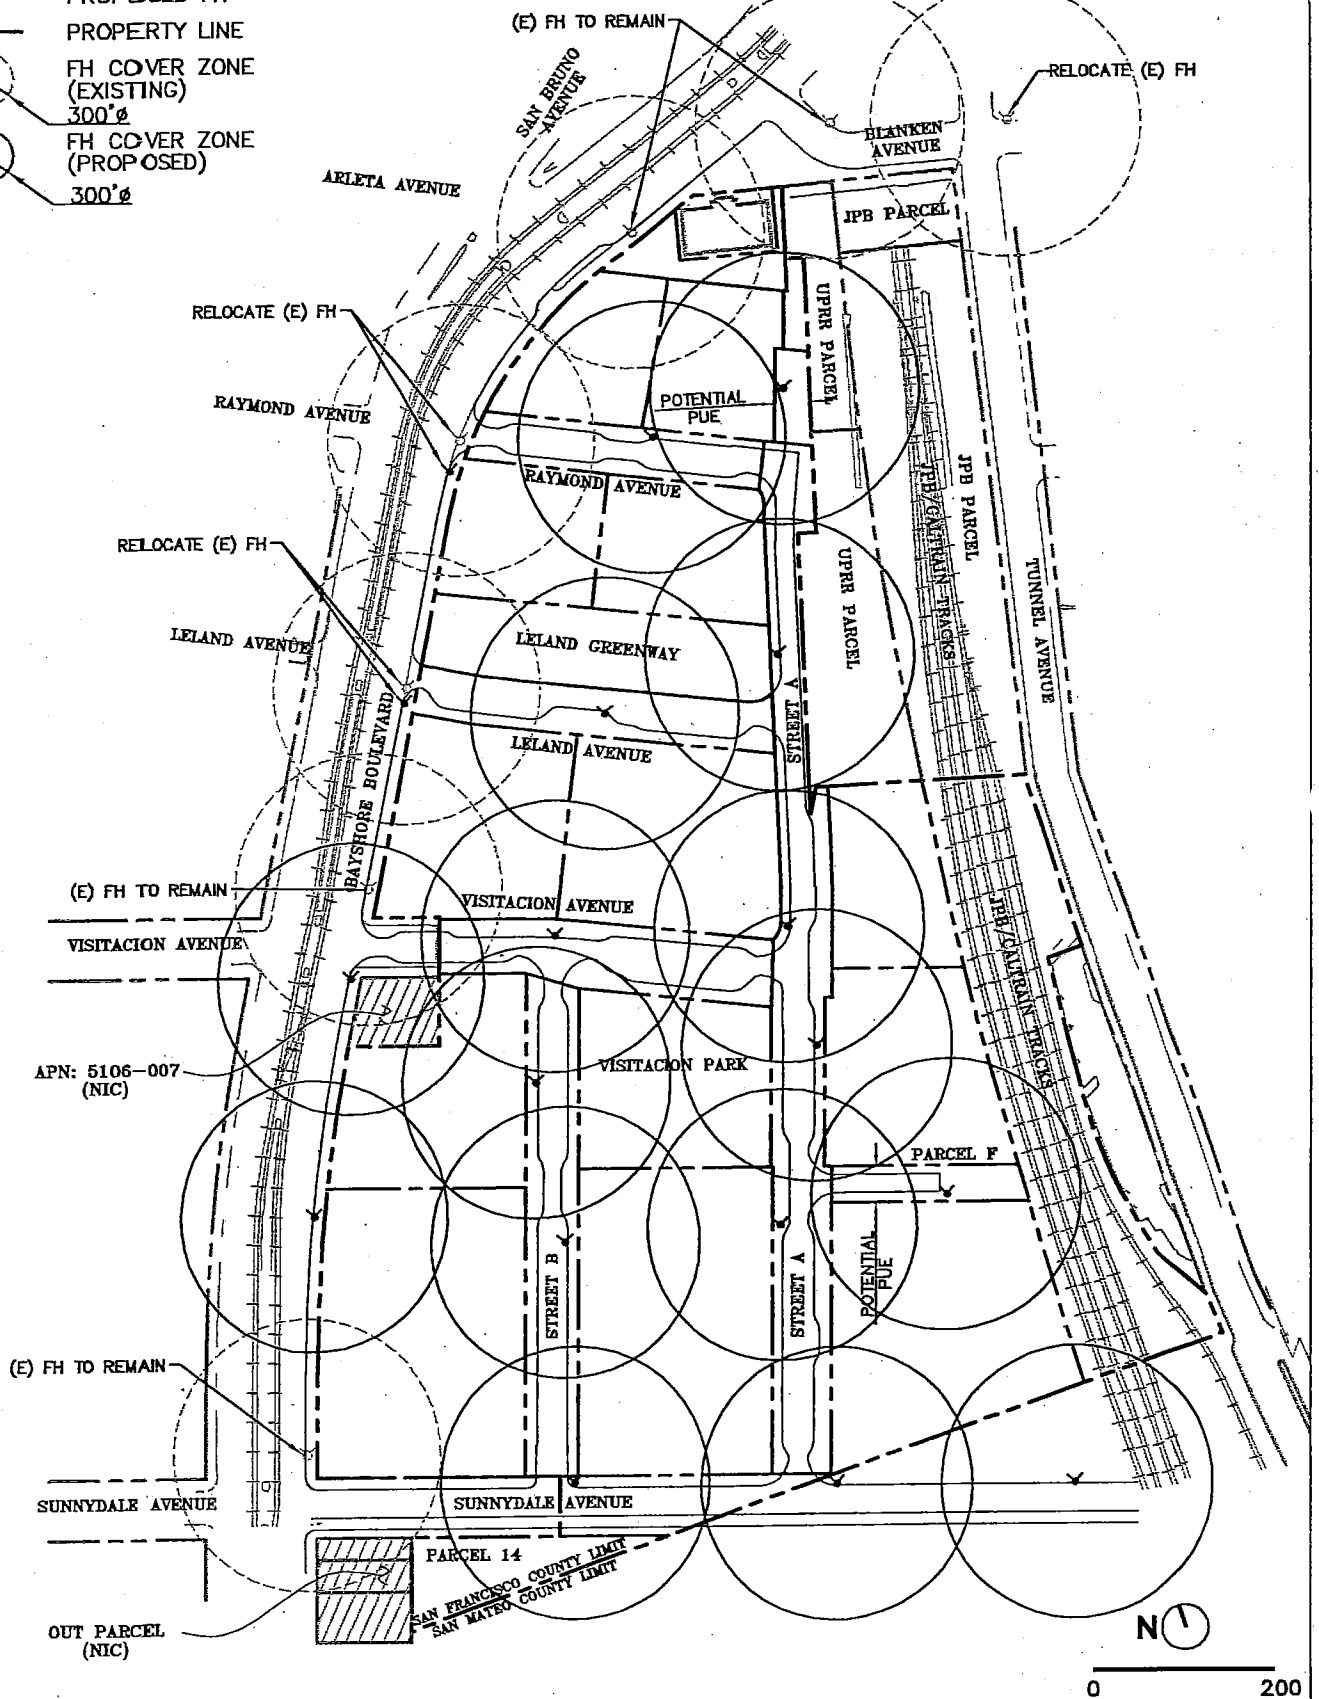 PROPERTY LINE
FH COVER ZONE
(EXISTING)
300'ø
FH COVER ZONE
(PROPOSED)
300'ø
(E) FH TO REMAIN
RELOCATE (E) FH
SAN BRUNO
AVENUE
BLANKEN
AVENUE
ARLETA AVENUE
JPB PARCEL
RELOCATE (E) FH
UPRR PARCEL
RAYMOND AVENUE
POTENTIAL
PUE
RAYMOND AVENUE
JPB PARCEL
JPB/CALTRAIN TRACKS
RELOCATE (E) FH
UPRR PARCEL
TUNNEL AVENUE
LELAND AVENUE
LELAND GREENWAY
STREET A
LELAND AVENUE
BAYSHORE BOULEVARD
(E) FH TO REMAIN
VISITACION AVENUE
VISITACION AVENUE
JPB/CALTRAIN TRACKS
APN: 5106-007
(NIC)
VISITACION PARK
PARCEL F
STREET B
STREET A
POTENTIAL
PUE
(E) FH TO REMAIN
SUNNYDALE AVENUE
SUNNYDALE AVENUE
PARCEL 14
SAN FRANCISCO COUNTY LIMIT
SAN MATEO COUNTY LIMIT
OUT PARCEL
(NIC)
N
0 200